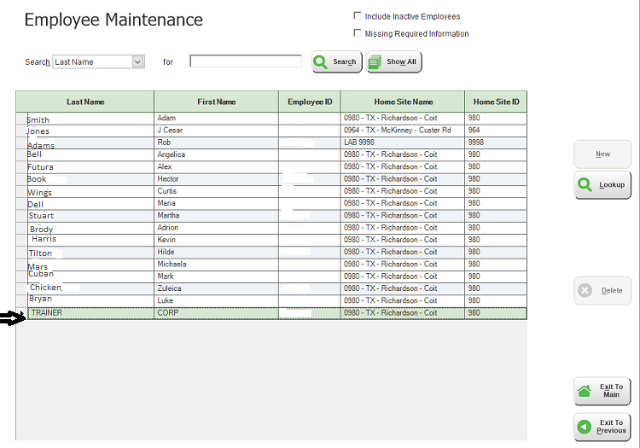 Employee Maintenance
Include Inactive Employees
Missing Required Information
Search Last Name for Search Show All
Last Name First Name Employee ID Home Site Name Home Site ID
Smith Adam 0980 - TX - Richardson - Coit 980
Jones J Cesar 0964 - TX - McKinney - Custer Rd 964
Adams Rob LAB 9998 9998
Bell Angelica 0980 - TX - Richardson - Coit 980
Futura Alex 0980 - TX - Richardson - Coit 980
Book Hector 0980 - TX - Richardson - Coit 980
Wings Curtis 0980 - TX - Richardson - Coit 980
Dell Maria 0980 - TX - Richardson - Coit 980
Stuart Martha 0980 - TX - Richardson - Coit 980
Brody Adrion 0980 - TX - Richardson - Coit 980
Harris Kevin 0980 - TX - Richardson - Coit 980
Tilton Hilde 0980 - TX - Richardson - Coit 980
Mars Michaela 0980 - TX - Richardson - Coit 980
Cuban Mark 0980 - TX - Richardson - Coit 980
Chicken Zuleica 0980 - TX - Richardson - Coit 980
Bryan Luke 0980 - TX - Richardson - Coit 980
TRAINER CORP 0980 - TX - Richardson - Coit 980
New
Lookup
Delete
Exit To
Main
Exit To
Previous